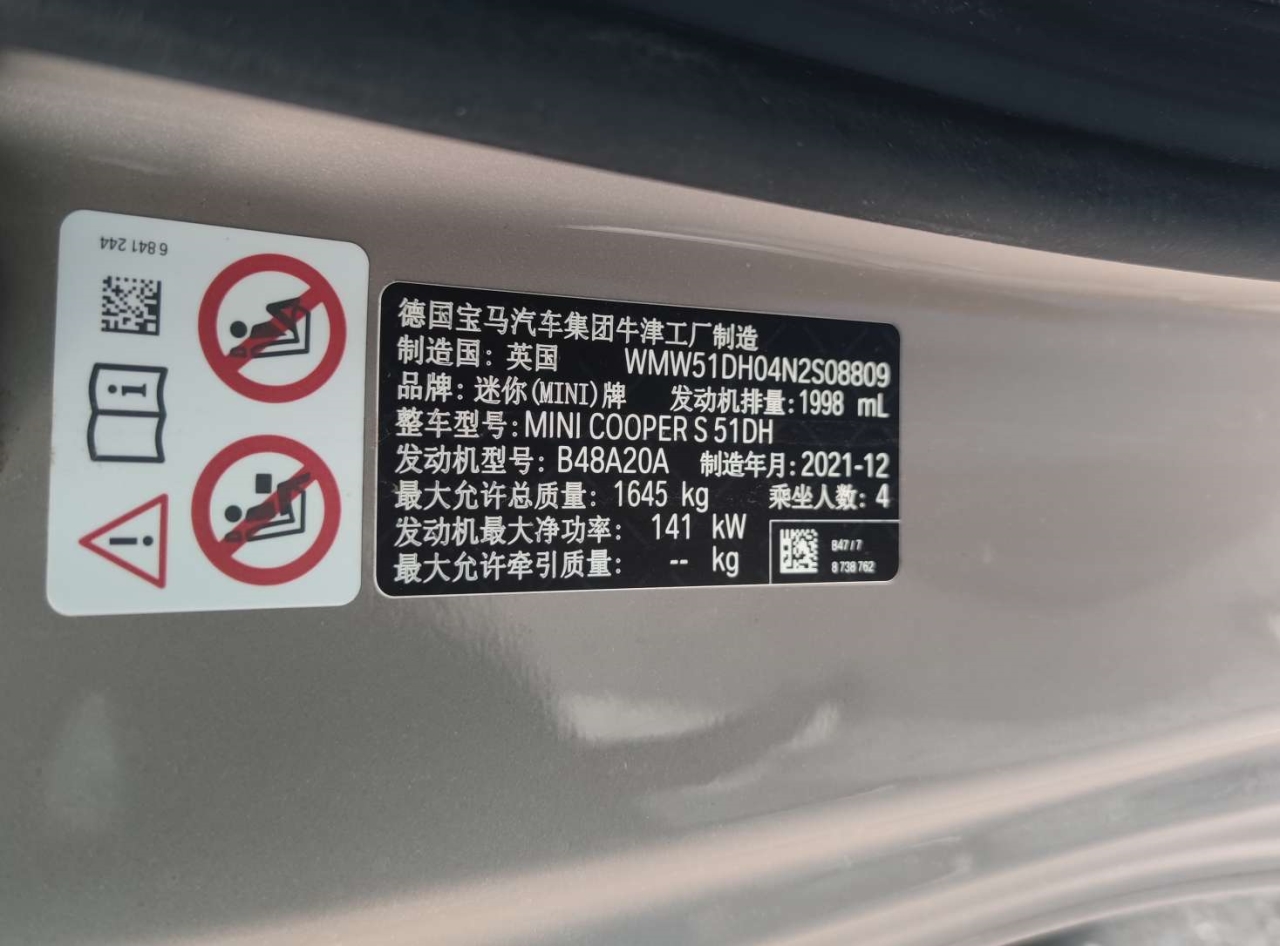 6 841 244
德国宝马汽车集团牛津工厂制造
制造国：英国 WMW51DH04N2S08809
品牌：迷你(MINI)牌 发动机排量：1998 mL
整车型号：MINI COOPER S 51DH
发动机型号：B48A20A 制造年月：2021-12
最大允许总质量：1645 kg 乘坐人数：4
发动机最大净功率：141 kW
最大允许牵引质量：-- kg
B47 / 7
8 738 762